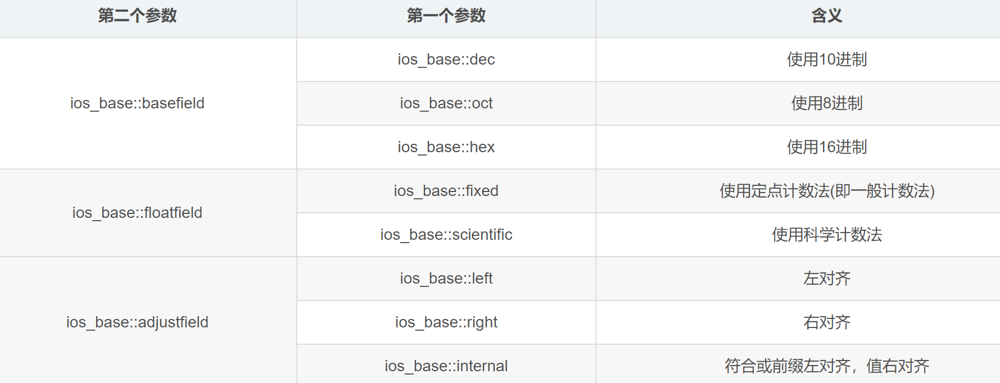 第二个参数 第一个参数 含义
ios_base::basefield ios_base::dec 使用10进制
ios_base::oct 使用8进制
ios_base::hex 使用16进制
ios_base::floatfield ios_base::fixed 使用定点计数法(即一般计数法)
ios_base::scientific 使用科学计数法
ios_base::adjustfield ios_base::left 左对齐
ios_base::right 右对齐
ios_base::internal 符合或前缀左对齐，值右对齐